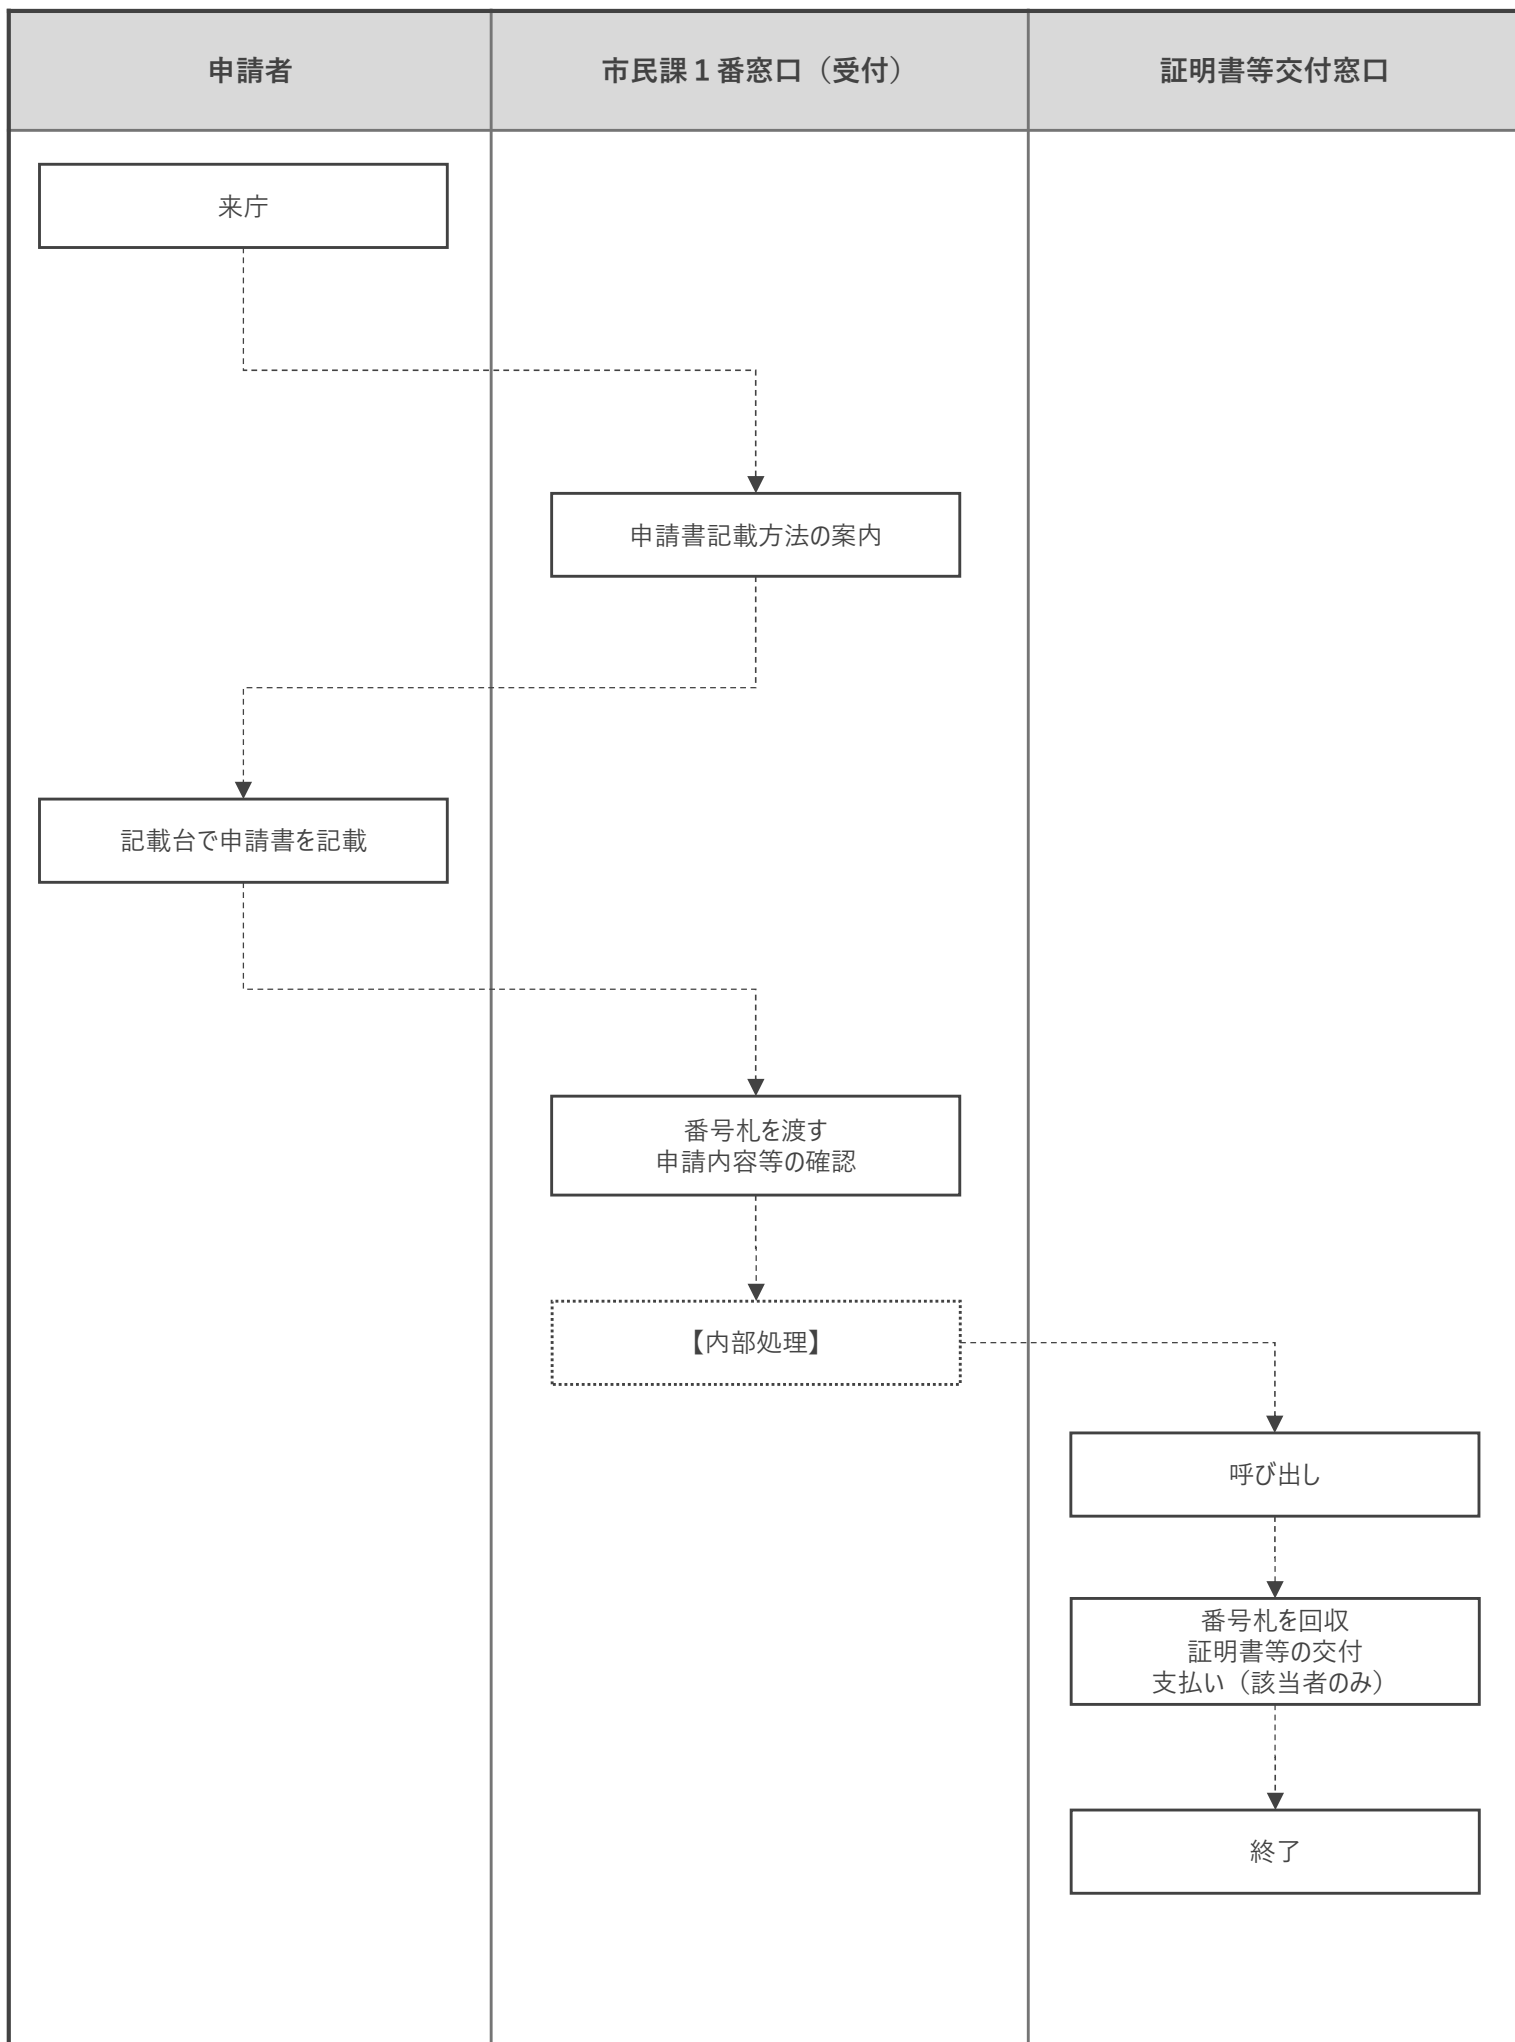 申請者
市民課１番窓口（受付）
証明書等交付窓口
来庁
申請書記載方法の案内
記載台で申請書を記載
番号札を渡す
申請内容等の確認
【内部処理】
呼び出し
番号札を回収
証明書等の交付
支払い（該当者のみ）
終了